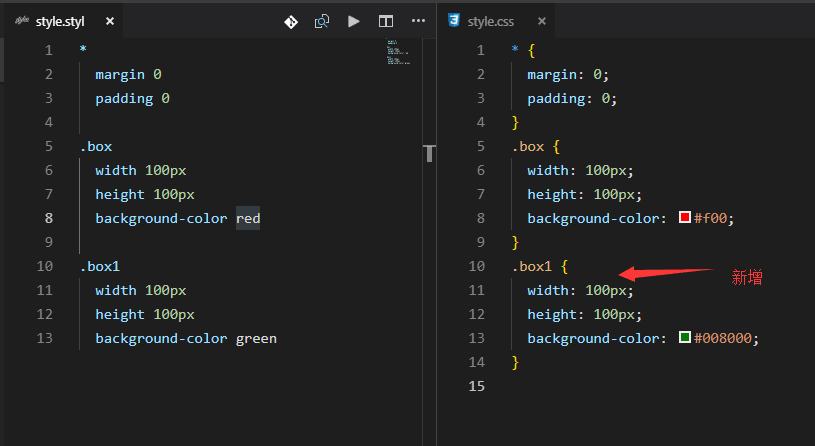 style.styl
1 *
2 margin 0
3 padding 0
4
5 .box
6 width 100px
7 height 100px
8 background-color red
9
10 .box1
11 width 100px
12 height 100px
13 background-color green
style.css
1 * {
2 margin: 0;
3 padding: 0;
4 }
5 .box {
6 width: 100px;
7 height: 100px;
8 background-color: #f00;
9 }
10 .box1 {
新增
11 width: 100px;
12 height: 100px;
13 background-color: #008000;
14 }
15